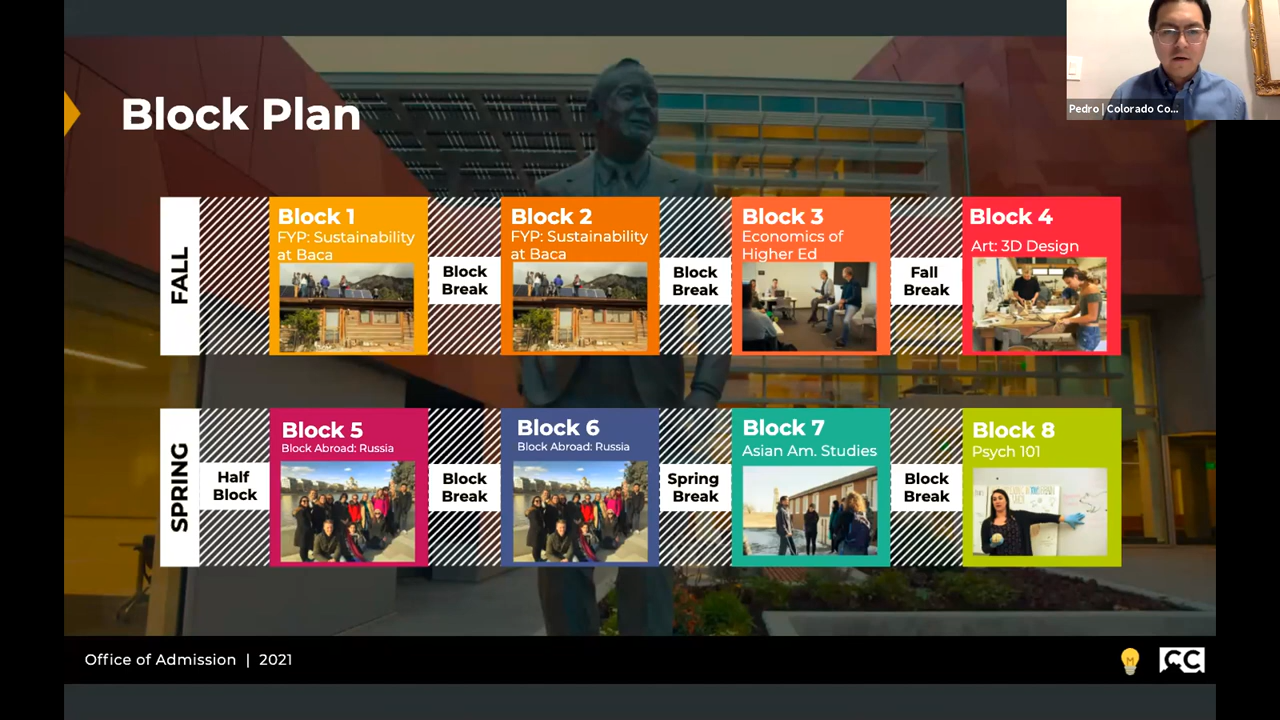 Pedro | Colorado Co...
Block Plan
FALL
Block 1
FYP: Sustainability
at Baca
Block
Break
Block 2
FYP: Sustainability
at Baca
Block
Break
Block 3
Economics of
Higher Ed
Fall
Break
Block 4
Art: 3D Design
SPRING
Half
Block
Block 5
Block Abroad: Russia
Block
Break
Block 6
Block Abroad: Russia
Spring
Break
Block 7
Asian Am. Studies
Block
Break
Block 8
Psych 101
Office of Admission | 2021
CC